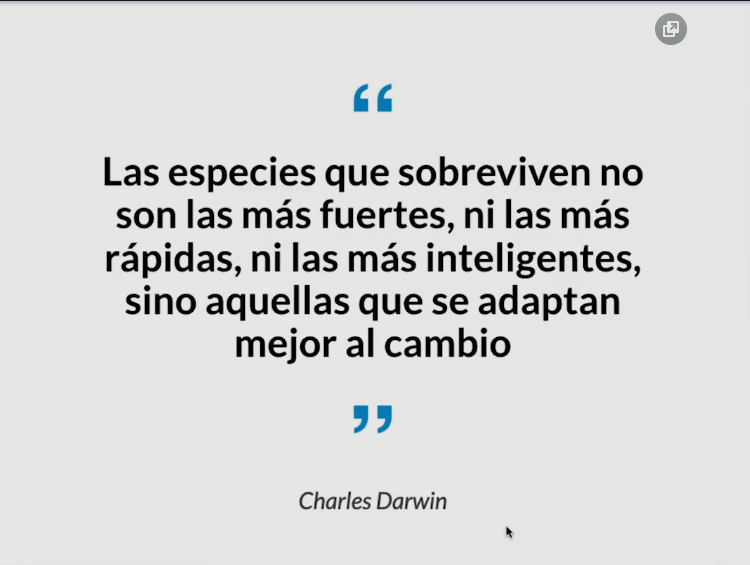 “
Las especies que sobreviven no
son las más fuertes, ni las más
rápidas, ni las más inteligentes,
sino aquellas que se adaptan
mejor al cambio
”
Charles Darwin